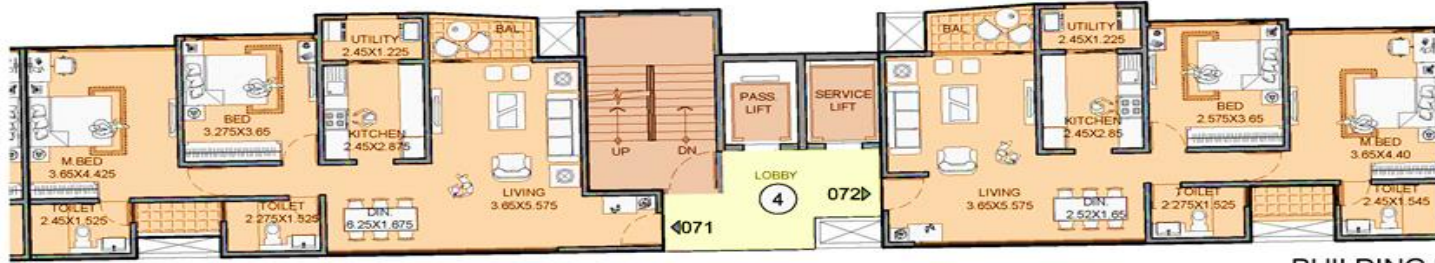 UTILITY
2.45X1.225
BAL
BED
3.275X3.65
KITCHEN
2.45X2.875
M.BED
3.65X4.425
LIVING
3.65X5.575
TOILET
2.45X1.525
TOILET
2.275X1.525
DIN.
6.25X1.675
UP
DN
PASS.
LIFT
SERVICE
LIFT
LOBBY
4
071
072
BAL
UTILITY
2.45X1.225
KITCHEN
2.45X2.85
BED
2.575X3.65
M.BED
3.65X4.40
LIVING
3.65X5.575
DIN.
2.52X1.65
TOILET
2.275X1.525
TOILET
2.45X1.545
BUILDING